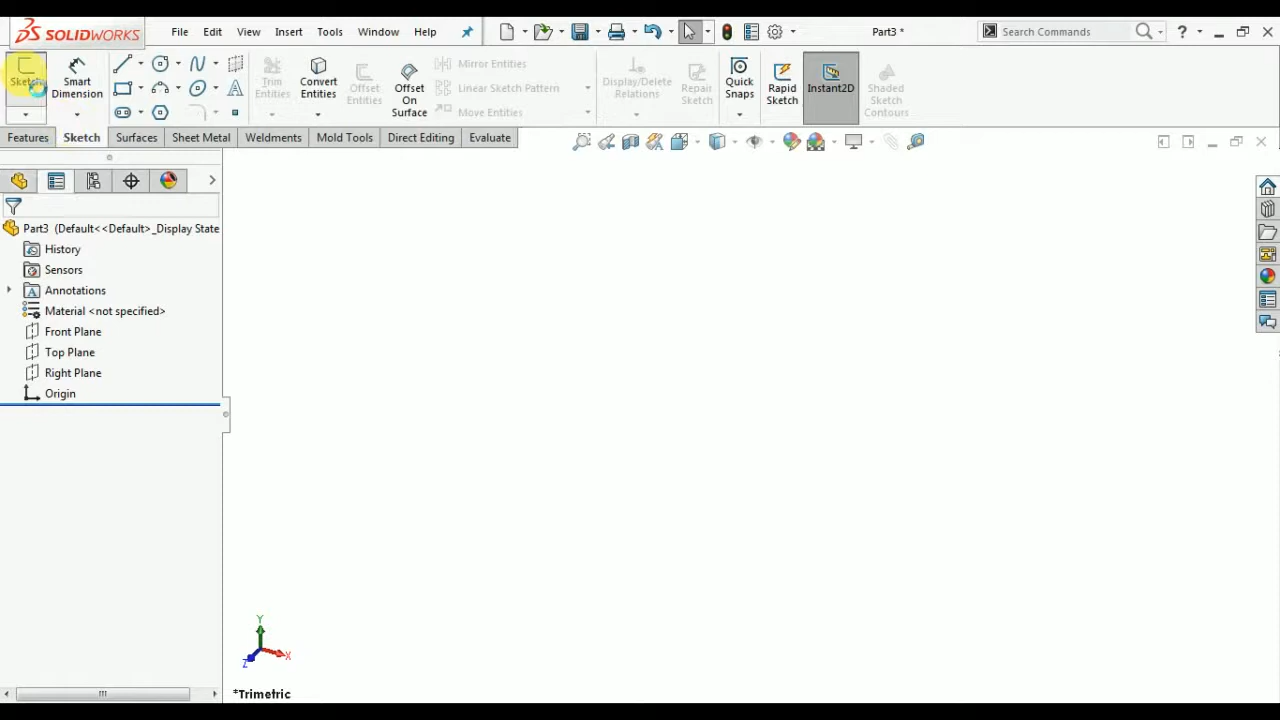 SOLIDWORKS File Edit View Insert Tools Window Help Part3 * Search Commands ?
Sketch Smart Dimension Trim Entities Convert Entities Offset Entities Offset On Surface Mirror Entities Linear Sketch Pattern Move Entities Display/Delete Relations Repair Sketch Quick Snaps Rapid Sketch Instant2D Shaded Sketch Contours
Features Sketch Surfaces Sheet Metal Weldments Mold Tools Direct Editing Evaluate
Part3 (Default<<Default>_Display State
History
Sensors
Annotations
Material <not specified>
Front Plane
Top Plane
Right Plane
Origin
Y
X
Z
*Trimetric